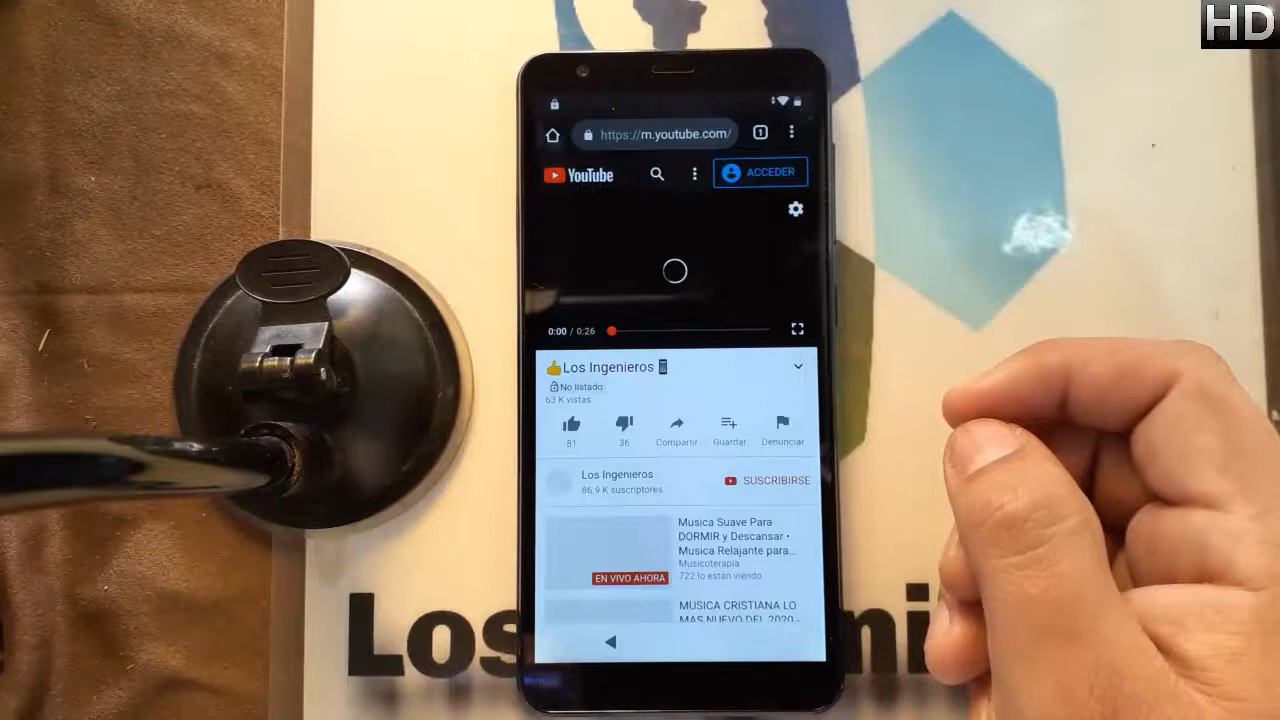 HD
https://m.youtube.com/
1
YouTube
ACCEDER
0:00 / 0:26
👍Los Ingenieros📱
No listado
63 K vistas
81
36
Compartir
Guardar
Denunciar
Los Ingenieros
86.9 K suscriptores
SUSCRIBIRSE
Musica Suave Para
DORMIR y Descansar •
Musica Relajante para...
Musicoterapia
722 lo están viendo
EN VIVO AHORA
MUSICA CRISTIANA LO
MAS NUEVO DEL 2020 -
Los
ni